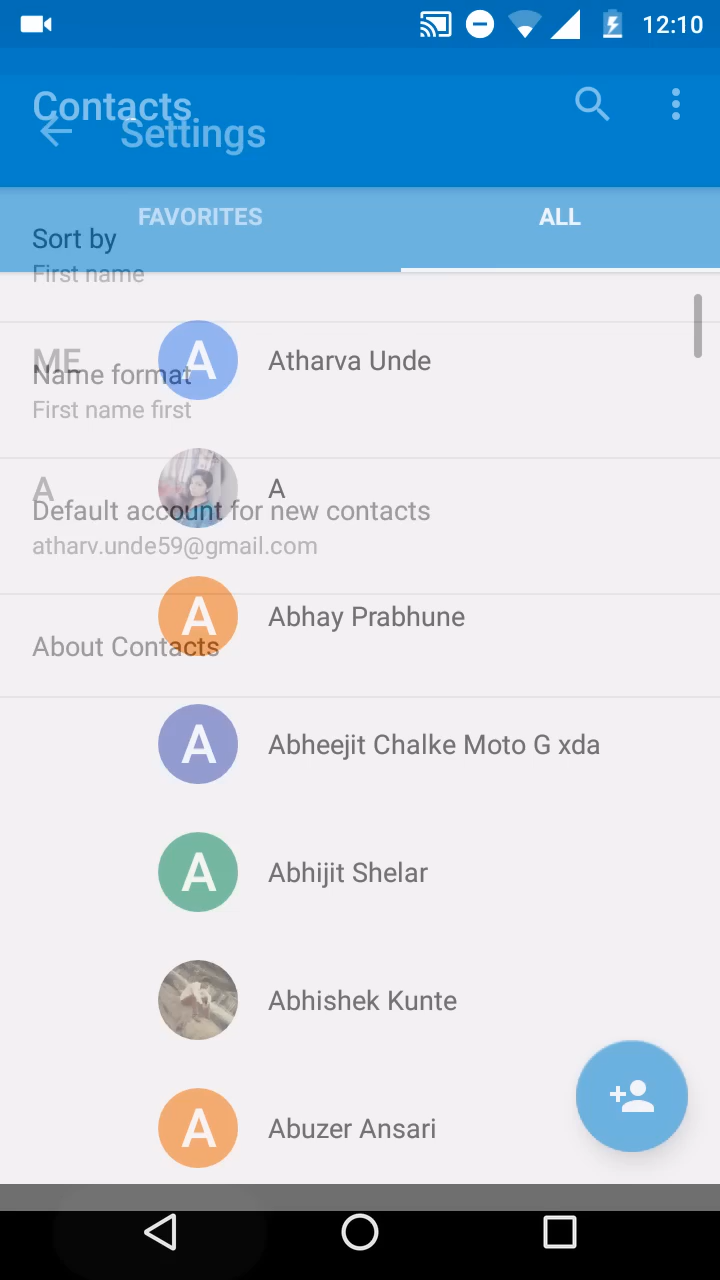 12:10
Contacts
Settings
FAVORITES
ALL
Sort by
First name
ME
A
Atharva Unde
Name format
First name first
A
A
Default account for new contacts
atharv.unde59@gmail.com
A
Abhay Prabhune
About Contacts
A
Abheejit Chalke Moto G xda
A
Abhijit Shelar
Abhishek Kunte
A
Abuzer Ansari